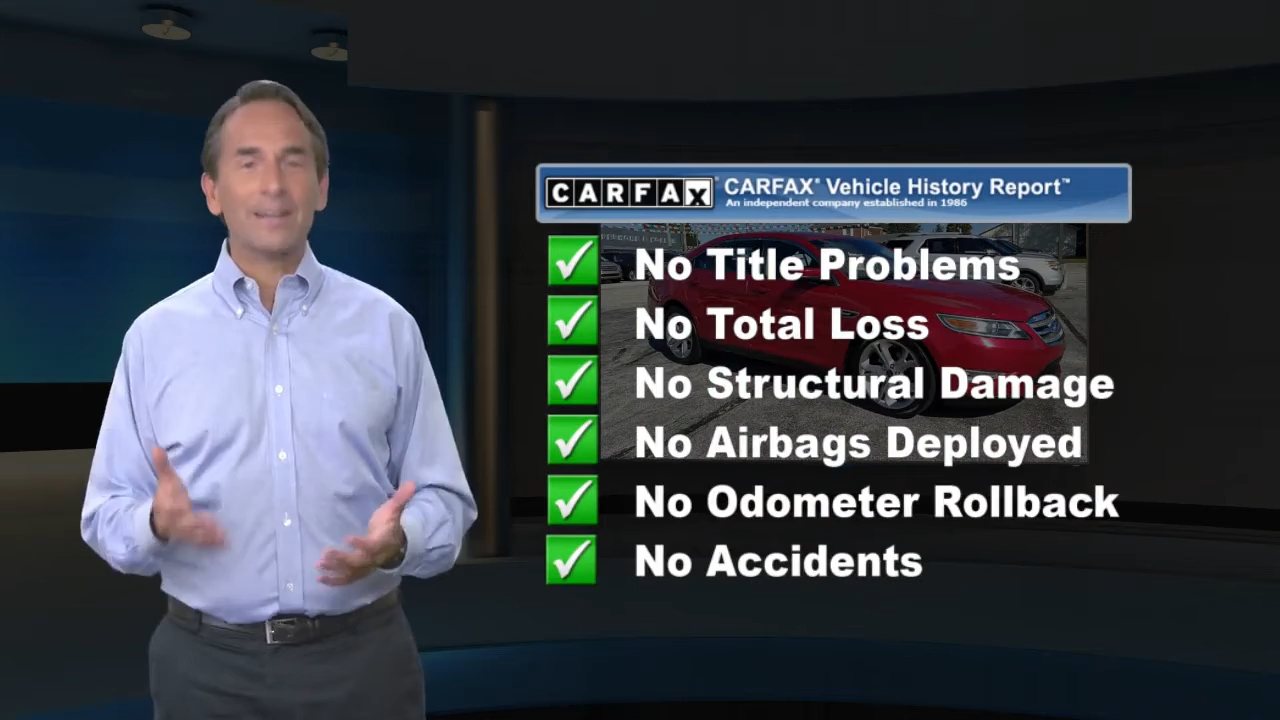 CARFAX® CARFAX® Vehicle History Report™
An independent company established in 1986
No Title Problems
No Total Loss
No Structural Damage
No Airbags Deployed
No Odometer Rollback
No Accidents